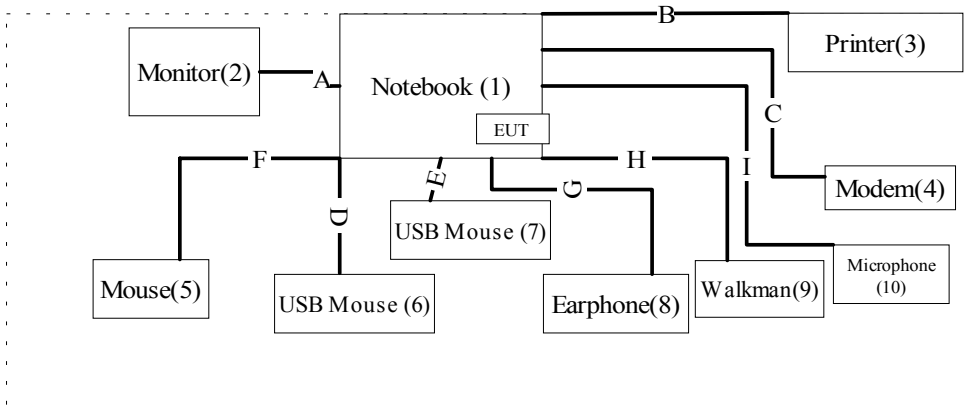 B
Printer(3)
Monitor(2)
A
Notebook (1)
C
EUT
F
E
H
I
G
D
Modem(4)
USB Mouse (7)
Mouse(5)
USB Mouse (6)
Earphone(8)
Walkman(9)
Microphone
(10)